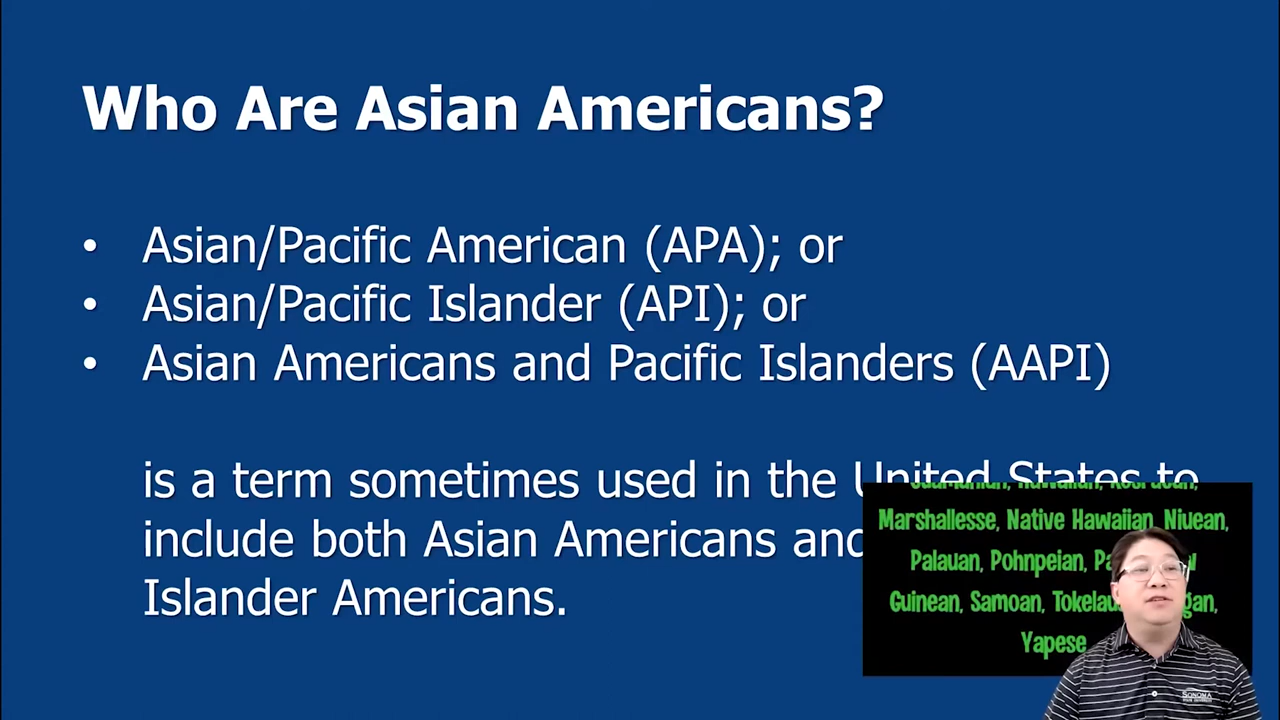 Who Are Asian Americans?
• Asian/Pacific American (APA); or
• Asian/Pacific Islander (API); or
• Asian Americans and Pacific Islanders (AAPI)
is a term sometimes used in the United States to
include both Asian Americans and
Islander Americans.
Marshallesse, Native Hawaiian, Niuean,
Palauan, Pohnpeian,
Guinean, Samoan,
Yapese
SONOMA